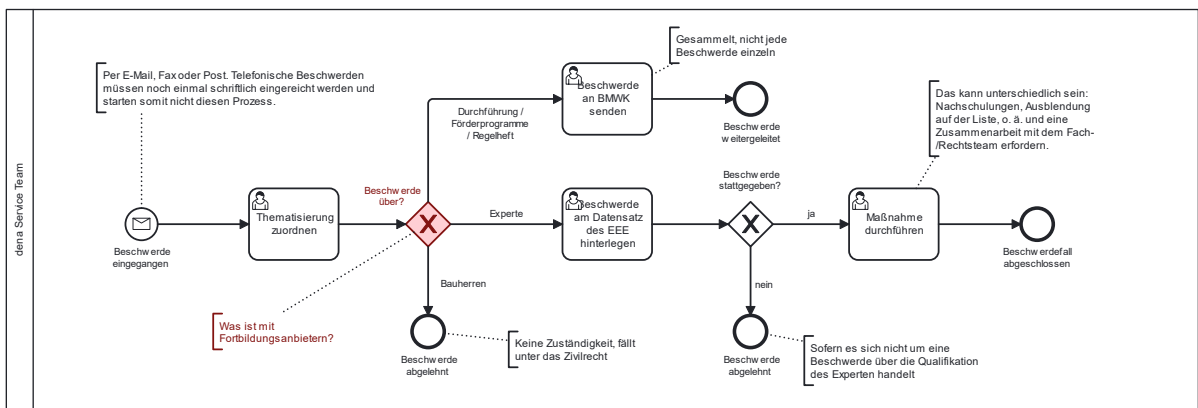 dena Service Team
Per E-Mail, Fax oder Post. Telefonische Beschwerden
müssen noch einmal schriftlich eingereicht werden und
starten somit nicht diesen Prozess.
Beschwerde
eingegangen
Thematisierung
zuordnen
Beschwerde
über?
Was ist mit
Fortbildungsanbietern?
Durchführung /
Förderprogramme
/ Regelheft
Gesammelt, nicht jede
Beschwerde einzeln
Beschwerde
an BMWK
senden
Beschwerde
weitergeleitet
Experte
Beschwerde
am Datensatz
des EEE
hinterlegen
Beschwerde
stattgegeben?
ja
Das kann unterschiedlich sein:
Nachschulungen, Ausblendung
auf der Liste, o. ä. und eine
Zusammenarbeit mit dem Fach-
/Rechtsteam erfordern.
Maßnahme
durchführen
Beschwerdefall
abgeschlossen
Bauherren
Beschwerde
abgelehnt
Keine Zuständigkeit, fällt
unter das Zivilrecht
nein
Beschwerde
abgelehnt
Sofern es sich nicht um eine
Beschwerde über die Qualifikation
des Experten handelt